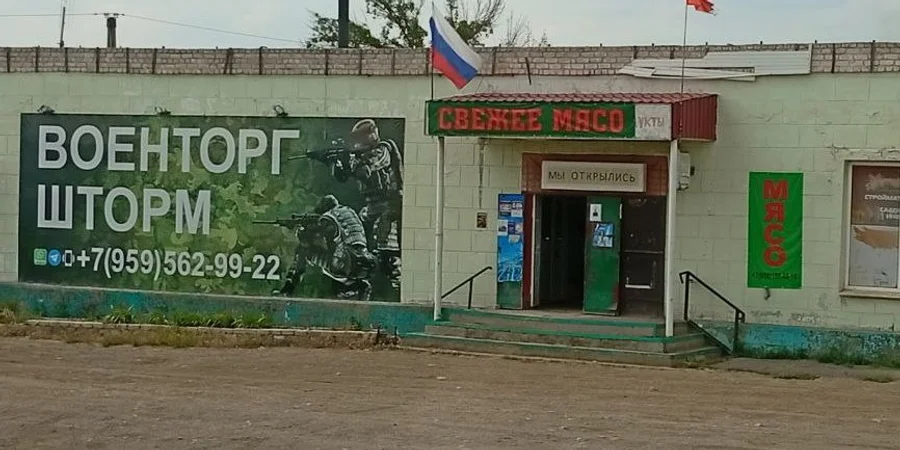 ВОЕНТОРГ
ШТОРМ
+7(959)562-99-22
СВЕЖЕЕ МЯСО
УКТЫ
МЫ ОТКРЫЛИСЬ
МЯСО